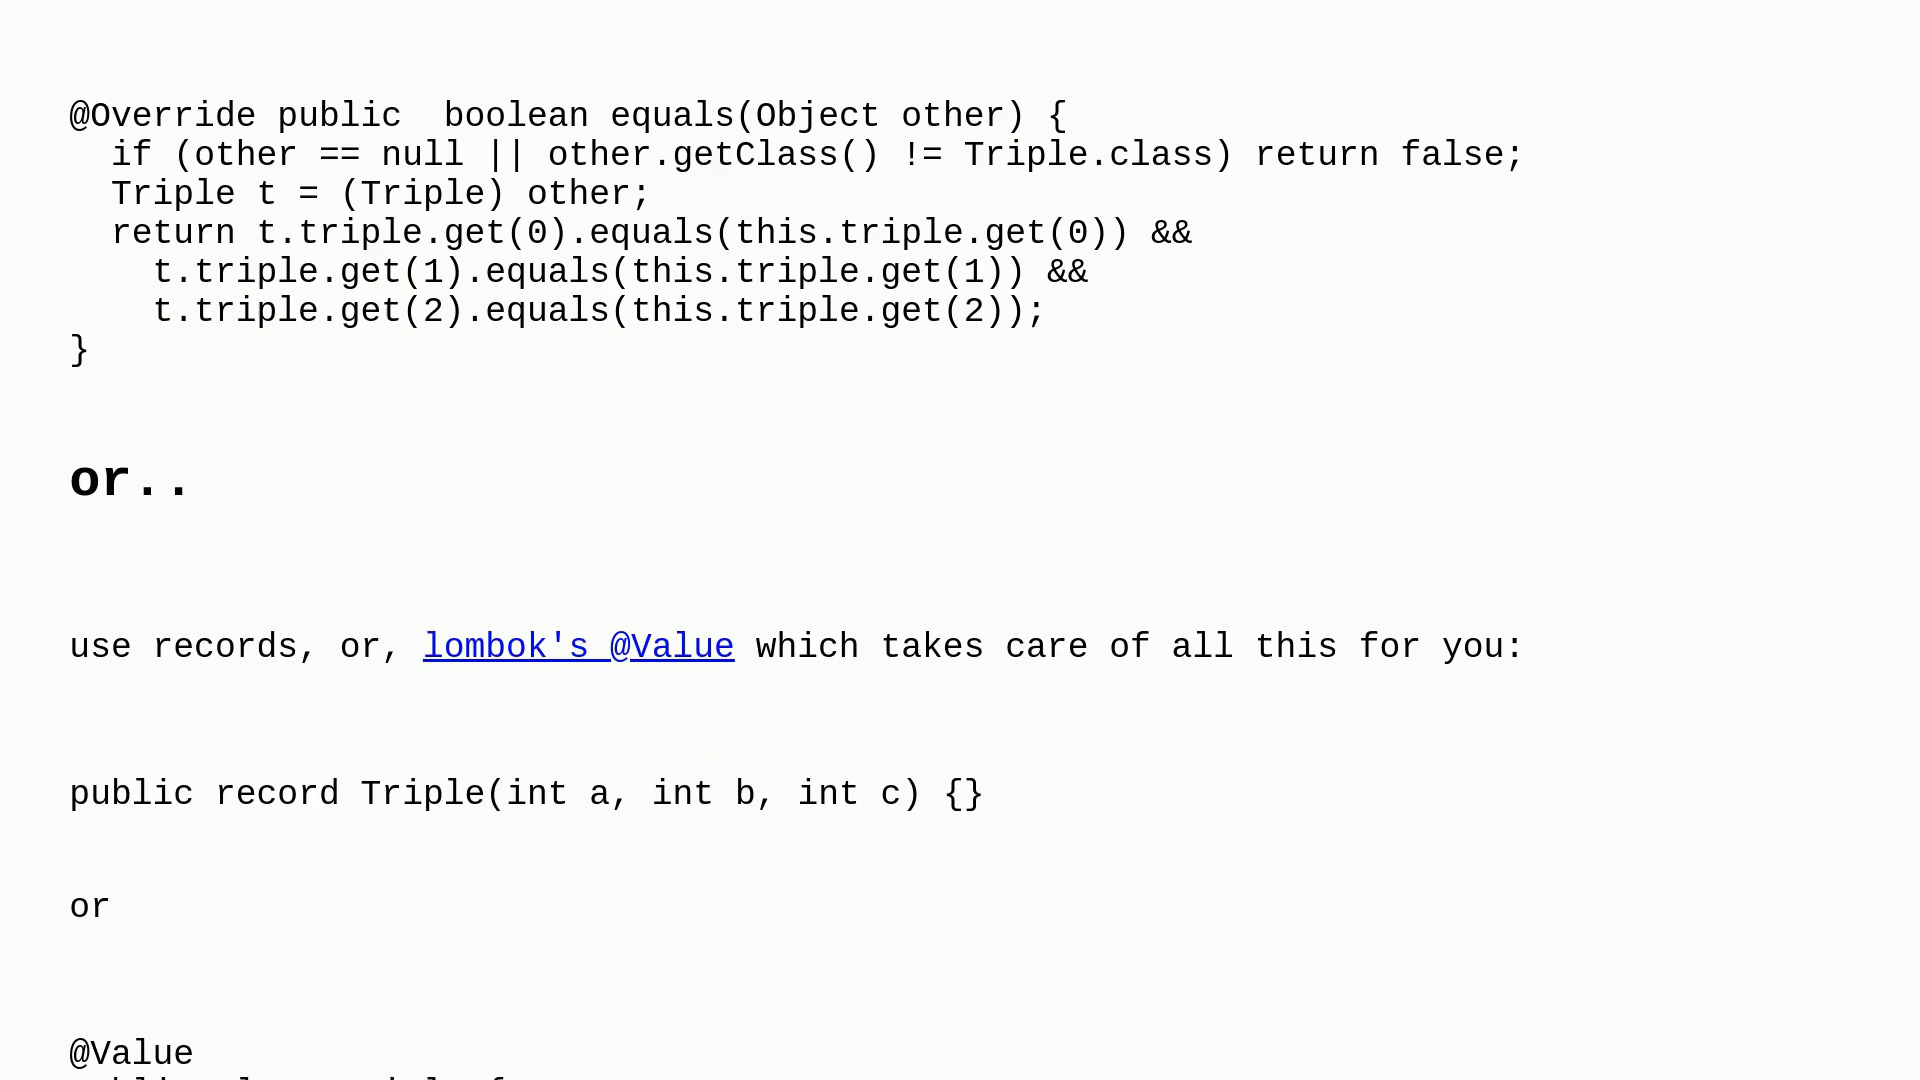 @Override public  boolean equals(Object other) {
  if (other == null || other.getClass() != Triple.class) return false;
  Triple t = (Triple) other;
  return t.triple.get(0).equals(this.triple.get(0)) &&
    t.triple.get(1).equals(this.triple.get(1)) &&
    t.triple.get(2).equals(this.triple.get(2));
}
or..
use records, or, lombok's @Value which takes care of all this for you:
public record Triple(int a, int b, int c) {}
or
@Value